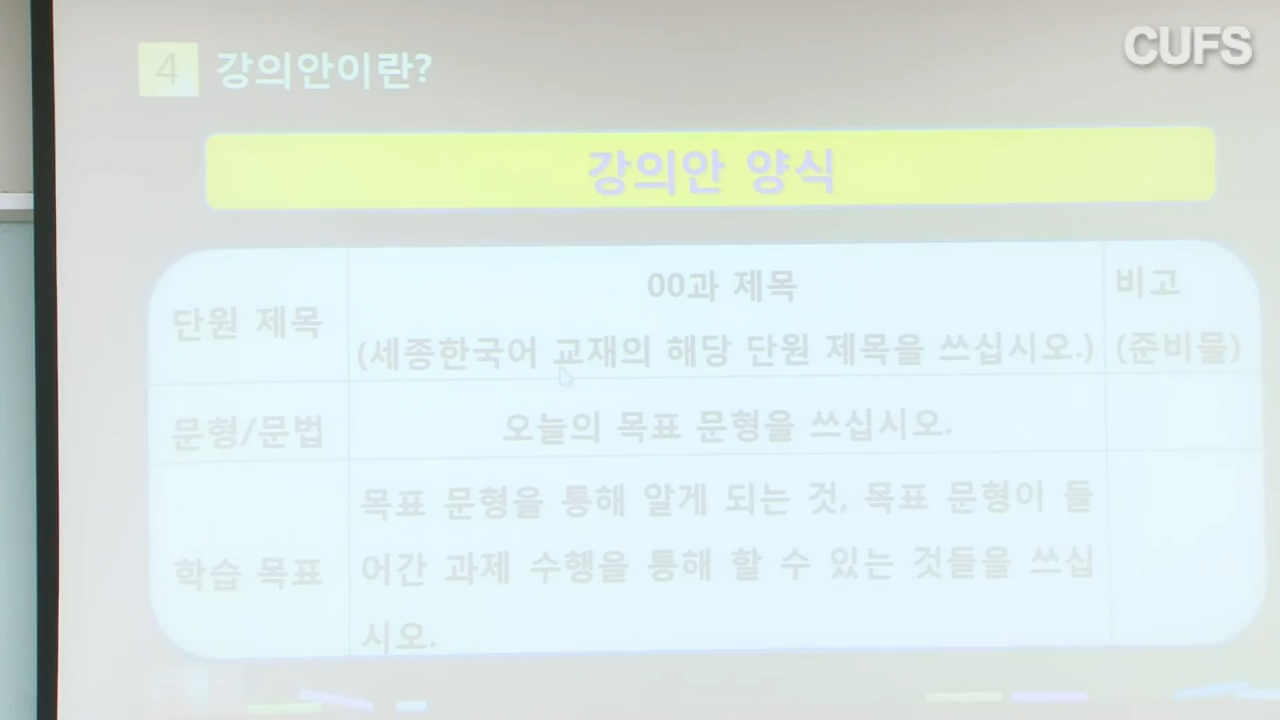 CUFS
4 강의안이란?
강의안 양식
단원 제목
00과 제목
(세종한국어 교재의 해당 단원 제목을 쓰십시오.)
비고
(준비물)
문형/문법
오늘의 목표 문형을 쓰십시오.
학습 목표
목표 문형을 통해 알게 되는 것, 목표 문형이 들
어간 과제 수행을 통해 할 수 있는 것들을 쓰십
시오.